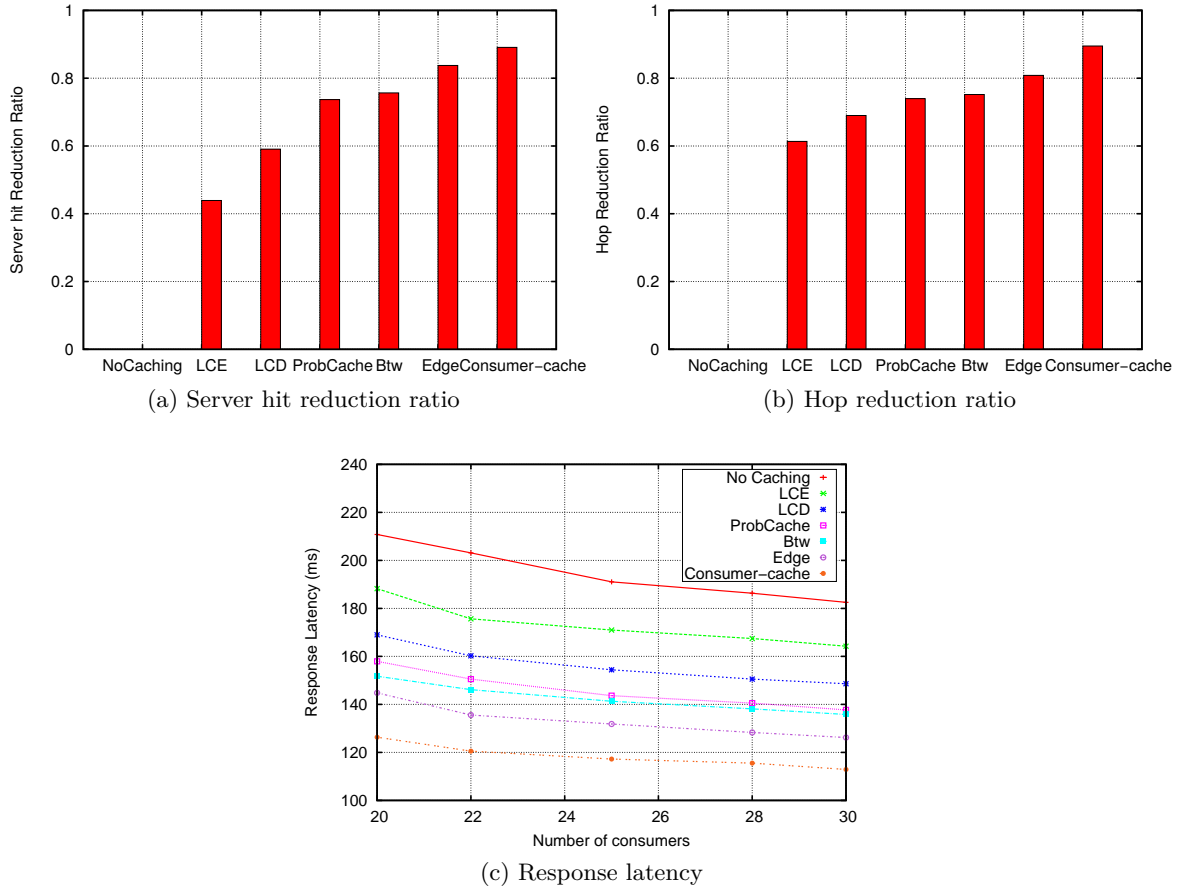 1
0.8
0.6
0.4
0.2
0
Server hit Reduction Ratio
NoCaching LCE LCD ProbCache Btw EdgeConsumer−cache
(a) Server hit reduction ratio
1
0.8
0.6
0.4
0.2
0
Hop Reduction Ratio
NoCaching LCE LCD ProbCache Btw Edge Consumer−cache
(b) Hop reduction ratio
240
220
200
180
160
140
120
100
Response Latency (ms)
No Caching
LCE
LCD
ProbCache
Btw
Edge
Consumer−cache
20 22 24 26 28 30
Number of consumers
(c) Response latency